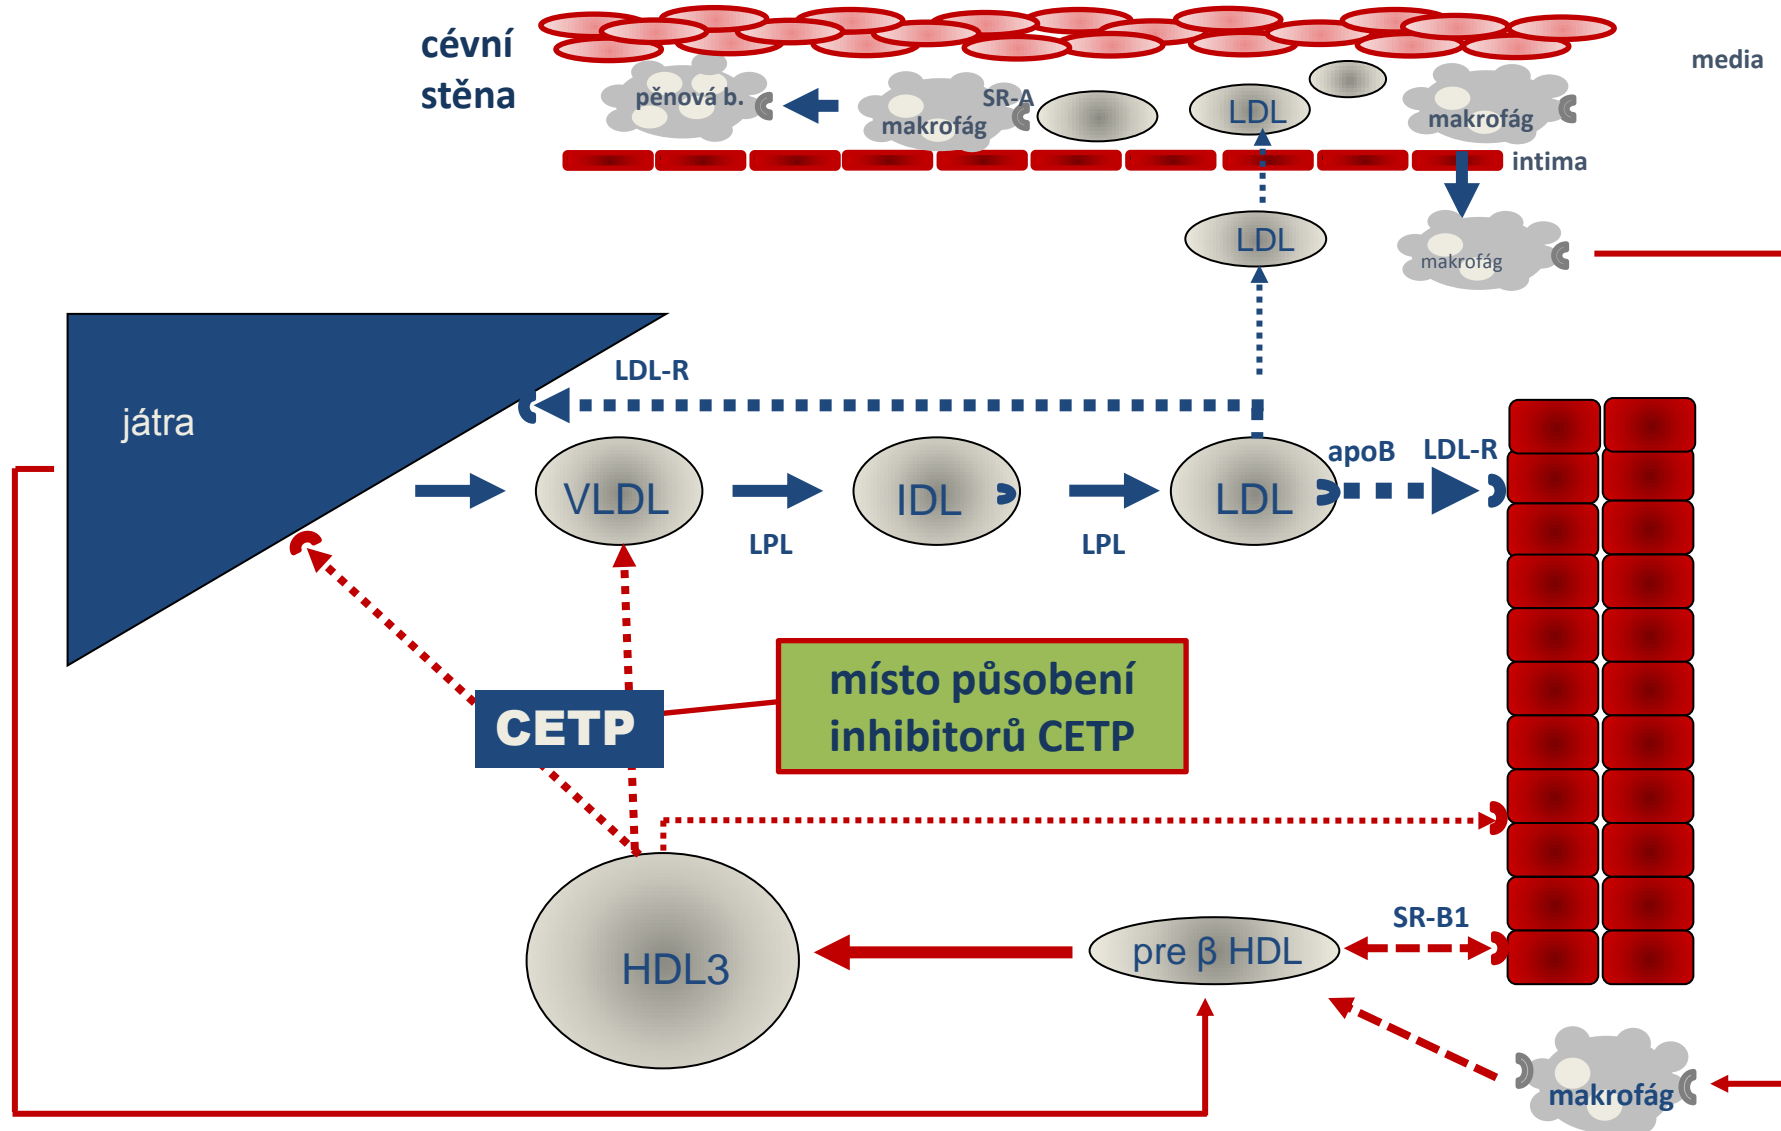 cévní
stěna
media
pěnová b.
SR-A
makrofág
LDL
makrofág
intima
LDL
makrofág
LDL-R
játra
apoB
LDL-R
VLDL
IDL
LDL
LPL
LPL
místo působení
inhibitorů CETP
CETP
SR-B1
pre β HDL
HDL3
makrofág